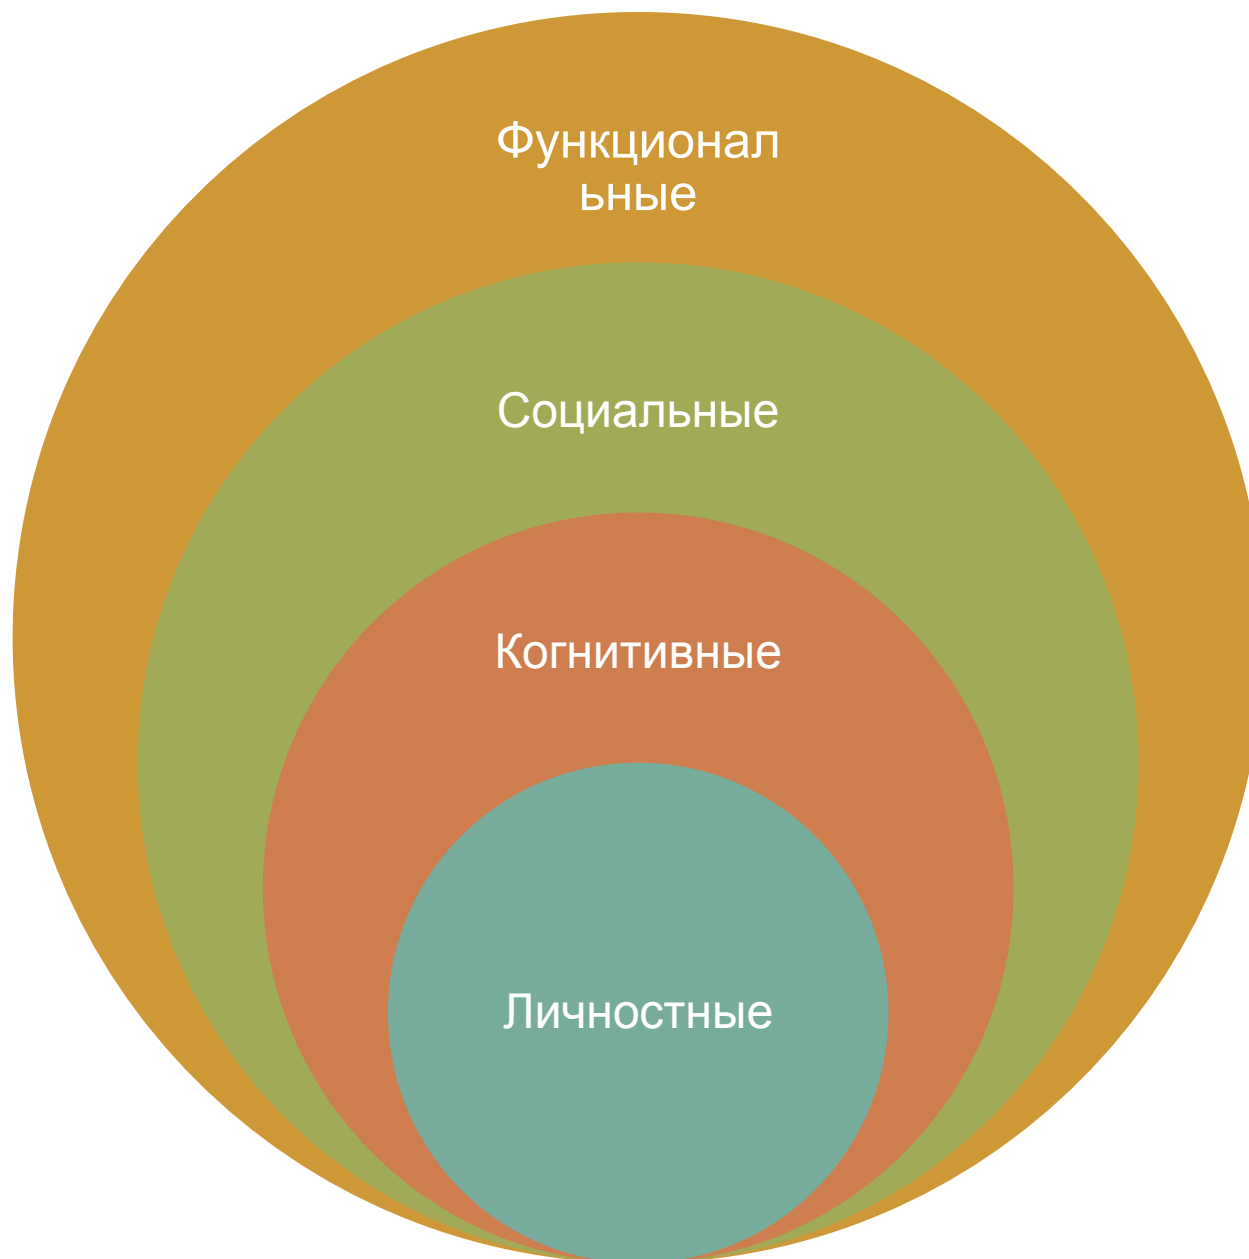 Функционал
ьные
Социальные
Когнитивные
Личностные